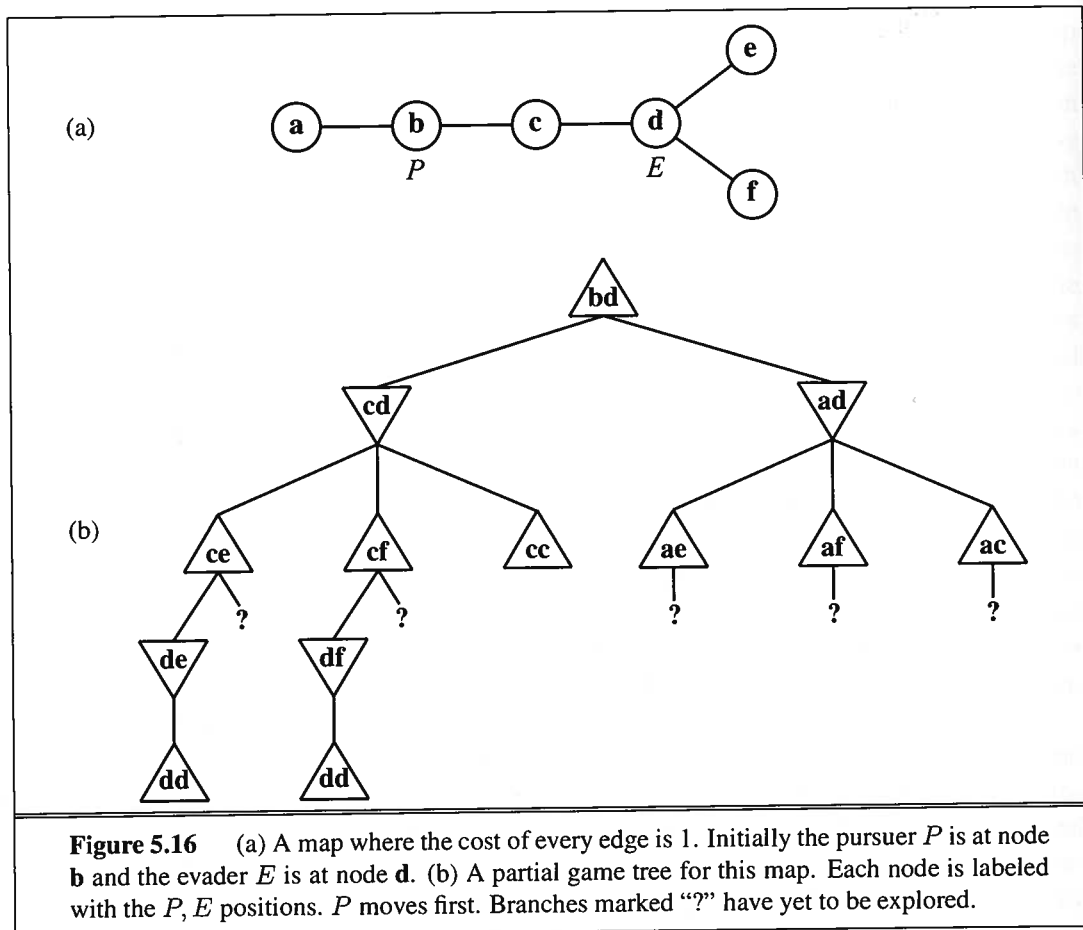 e
(a) a b c d
P E
f
bd
cd ad
(b) ce cf cc ae af ac
? ? ? ? ?
de df
dd dd
Figure 5.16 (a) A map where the cost of every edge is 1. Initially the pursuer P is at node
b and the evader E is at node d. (b) A partial game tree for this map. Each node is labeled
with the P, E positions. P moves first. Branches marked "?" have yet to be explored.